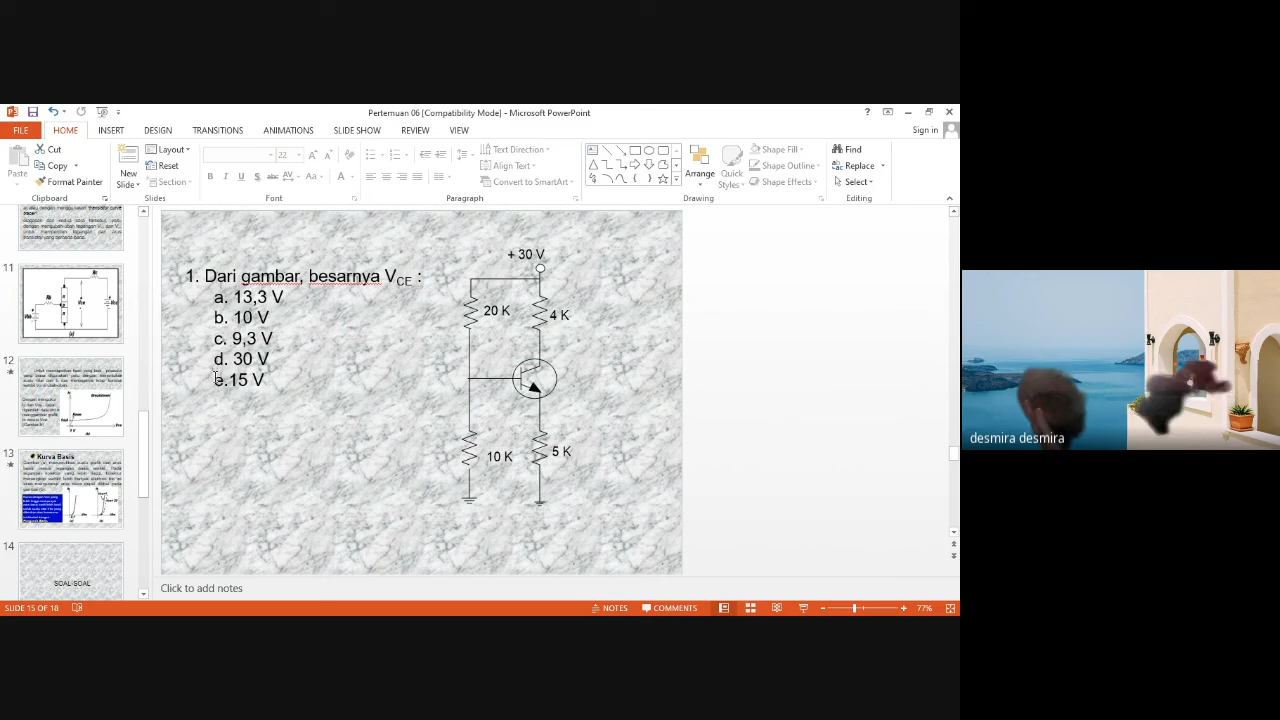 Pertemuan 06 [Compatibility Mode] - Microsoft PowerPoint
FILE HOME INSERT DESIGN TRANSITIONS ANIMATIONS SLIDE SHOW REVIEW VIEW Sign in
Paste
Cut
Copy
Format Painter
Clipboard
New
Slide
Layout
Reset
Section
Slides
22
Font
Paragraph
Text Direction
Align Text
Convert to SmartArt
Arrange
Quick
Styles
Shape Fill
Shape Outline
Shape Effects
Drawing
Find
Replace
Select
Editing
11
12
13
Kurva Basis
14
SOAL-SOAL
1. Dari gambar, besarnya VCE :
a. 13,3 V
b. 10 V
c. 9,3 V
d. 30 V
e.15 V
+ 30 V
20 K
4K
10 K
5 K
Click to add notes
SLIDE 15 OF 18
NOTES COMMENTS 77%
desmira desmira